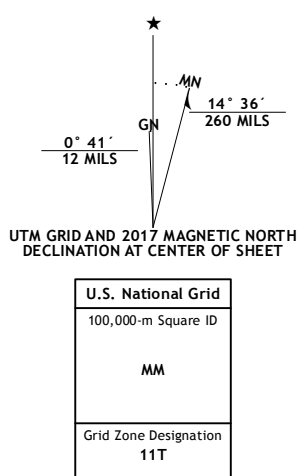 ★
MN
GN
14° 36´
260 MILS
0° 41´
12 MILS
UTM GRID AND 2017 MAGNETIC NORTH
DECLINATION AT CENTER OF SHEET
U.S. National Grid
100,000-m Square ID
MM
Grid Zone Designation
11T